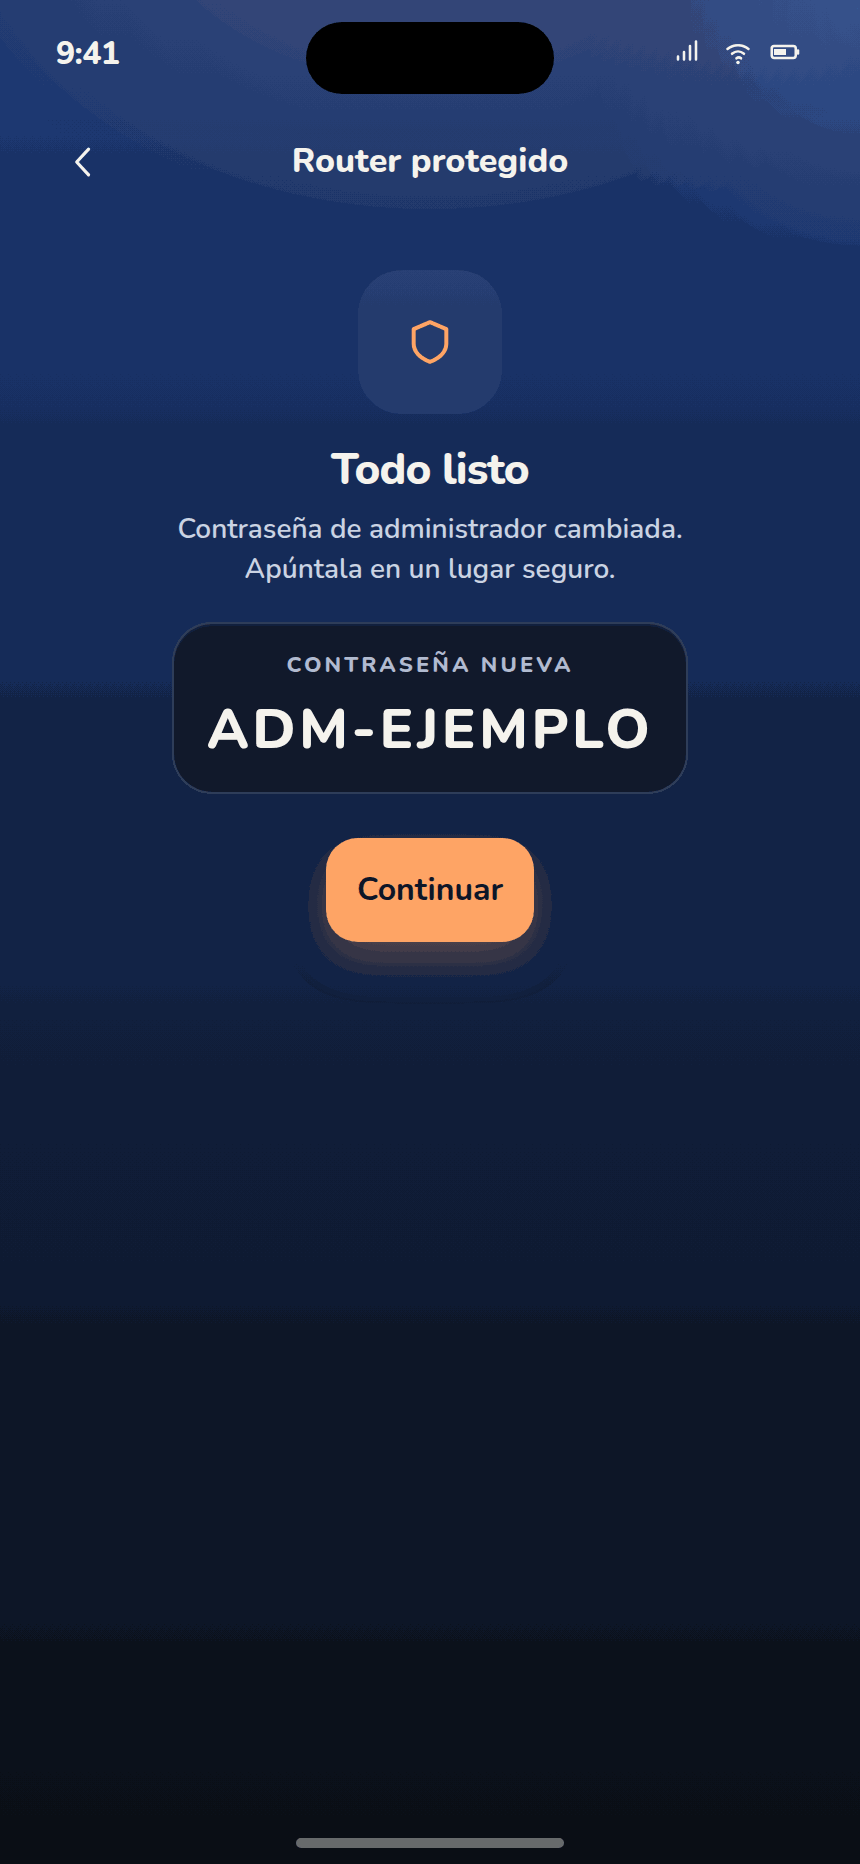 9:41
Router protegido
Todo listo
Contraseña de administrador cambiada.
Apúntala en un lugar seguro.
CONTRASEÑA NUEVA
ADM-EJEMPLO
Continuar